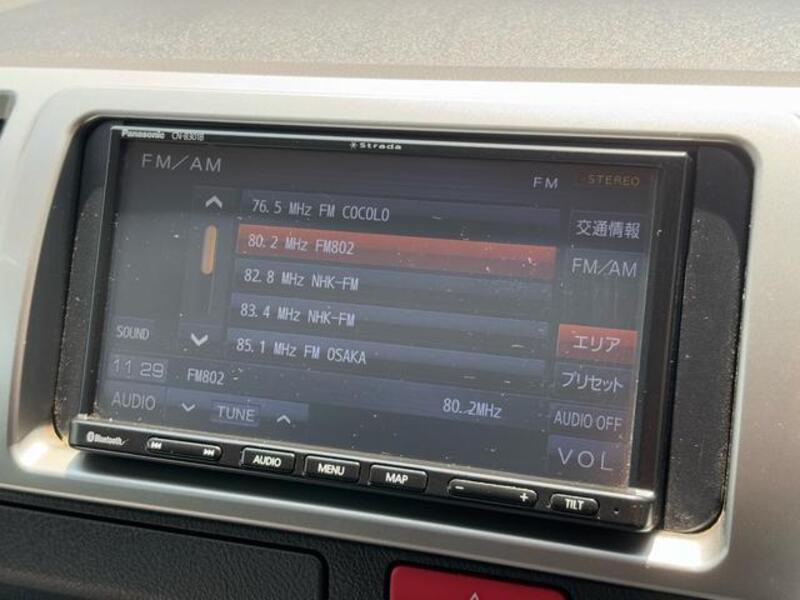 Panasonic CN-B301B
Strada
FM/AM
FM STEREO
76.5 MHz FM COCOLO
80.2 MHz FM802
82.8 MHz NHK-FM
83.4 MHz NHK-FM
85.1 MHz FM OSAKA
交通情報
FM/AM
エリア
プリセット
SOUND
11 29
FM802
80.2MHz
AUDIO
TUNE
AUDIO OFF
VOL
Bluetooth
AUDIO
MENU
MAP
- +
TILT